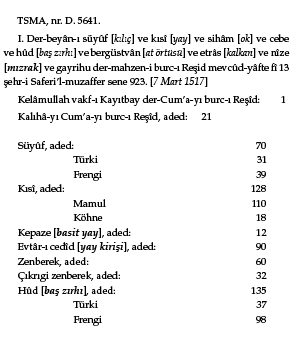 TSMA, nr. D. 5641.
I. Der-beyân-ı süyûf [kılıç] ve kısî [yay] ve sihâm [ok] ve cebe
ve hûd [baş zırhı] ve bergüstvân [at örtüsü] ve etrâs [kalkan] ve nîze
[mızrak] ve gayrihu der-mahzen-i burc-ı Reşid mevcûd-yâfte fî 13
şehr-i Saferi'l-muzaffer sene 923. [7 Mart 1517]
Kelâmullah vakf-ı Kayıtbay der-Cum'a-yı burc-ı Reşîd: 1
Kalıhâ-yı Cum'a-yı burc-ı Reşîd, aded: 21
Süyûf, aded: 70
Türki 31
Frengi 39
Kısî, aded: 128
Mamul 110
Köhne 18
Kepaze [basit yay], aded: 12
Evtâr-ı cedîd [yay kirişi], aded: 90
Zenberek, aded: 60
Çıkrıgi zenberek, aded: 32
Hûd [baş zırhı], aded: 135
Türki 37
Frengi 98